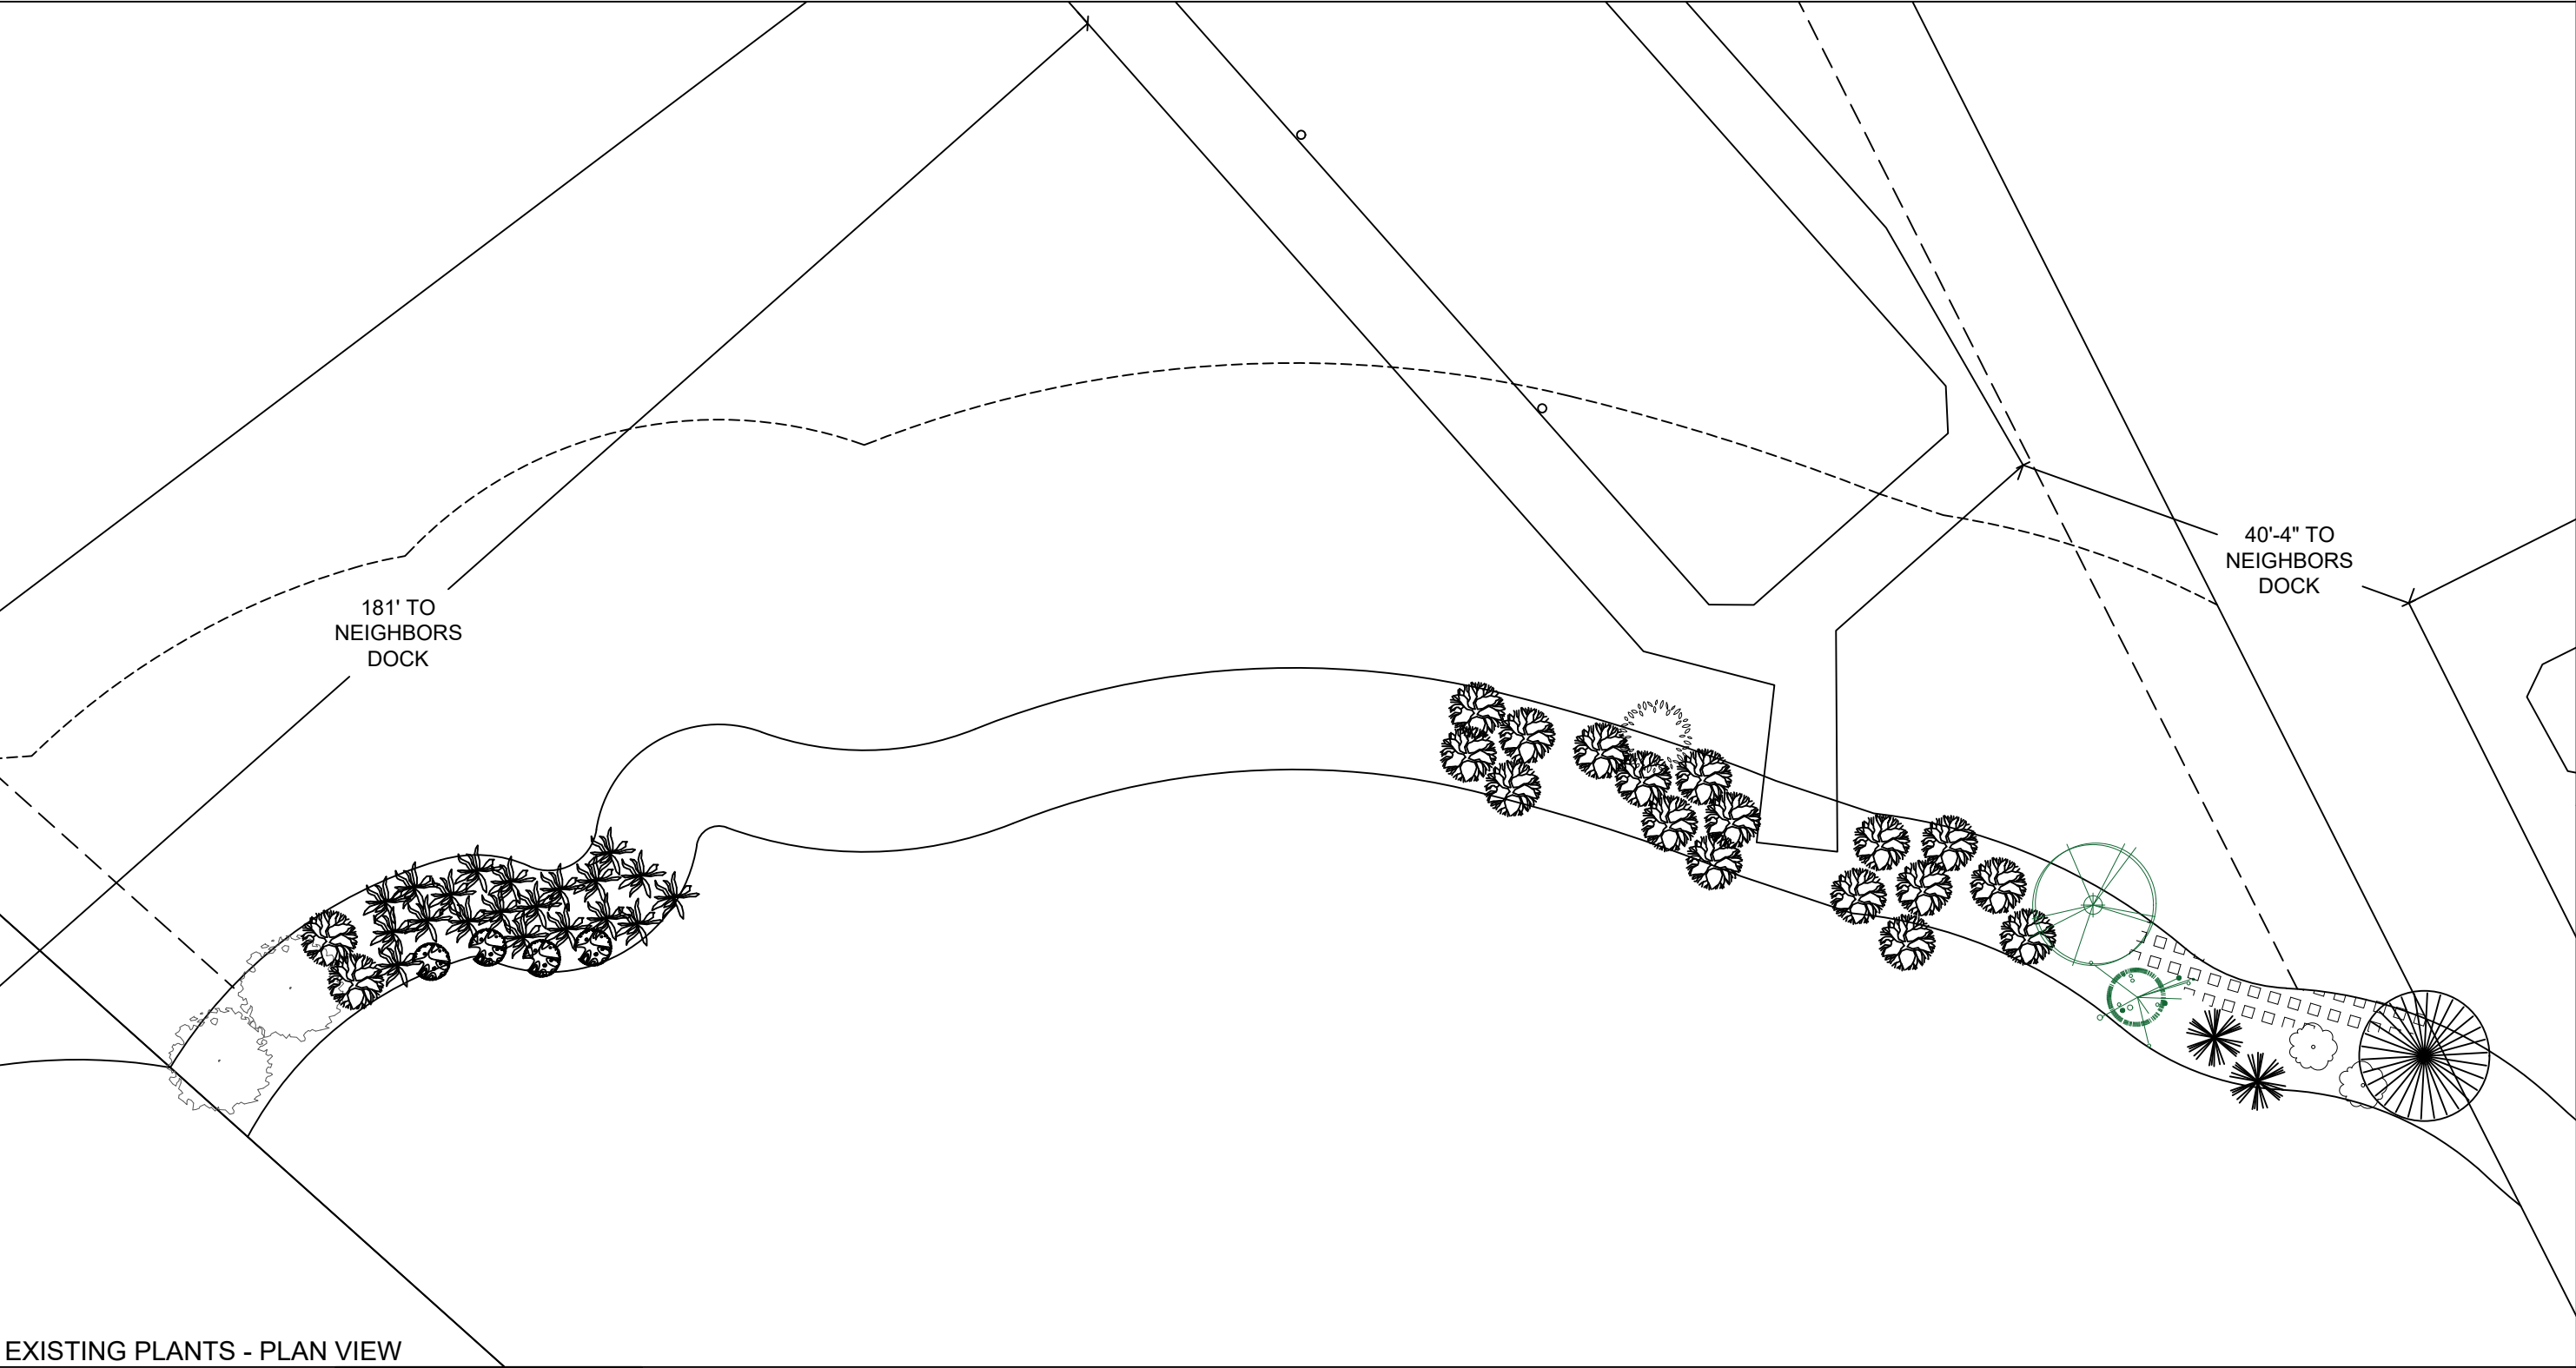 40'-4" TO
NEIGHBORS
DOCK
181' TO
NEIGHBORS
DOCK
EXISTING PLANTS - PLAN VIEW